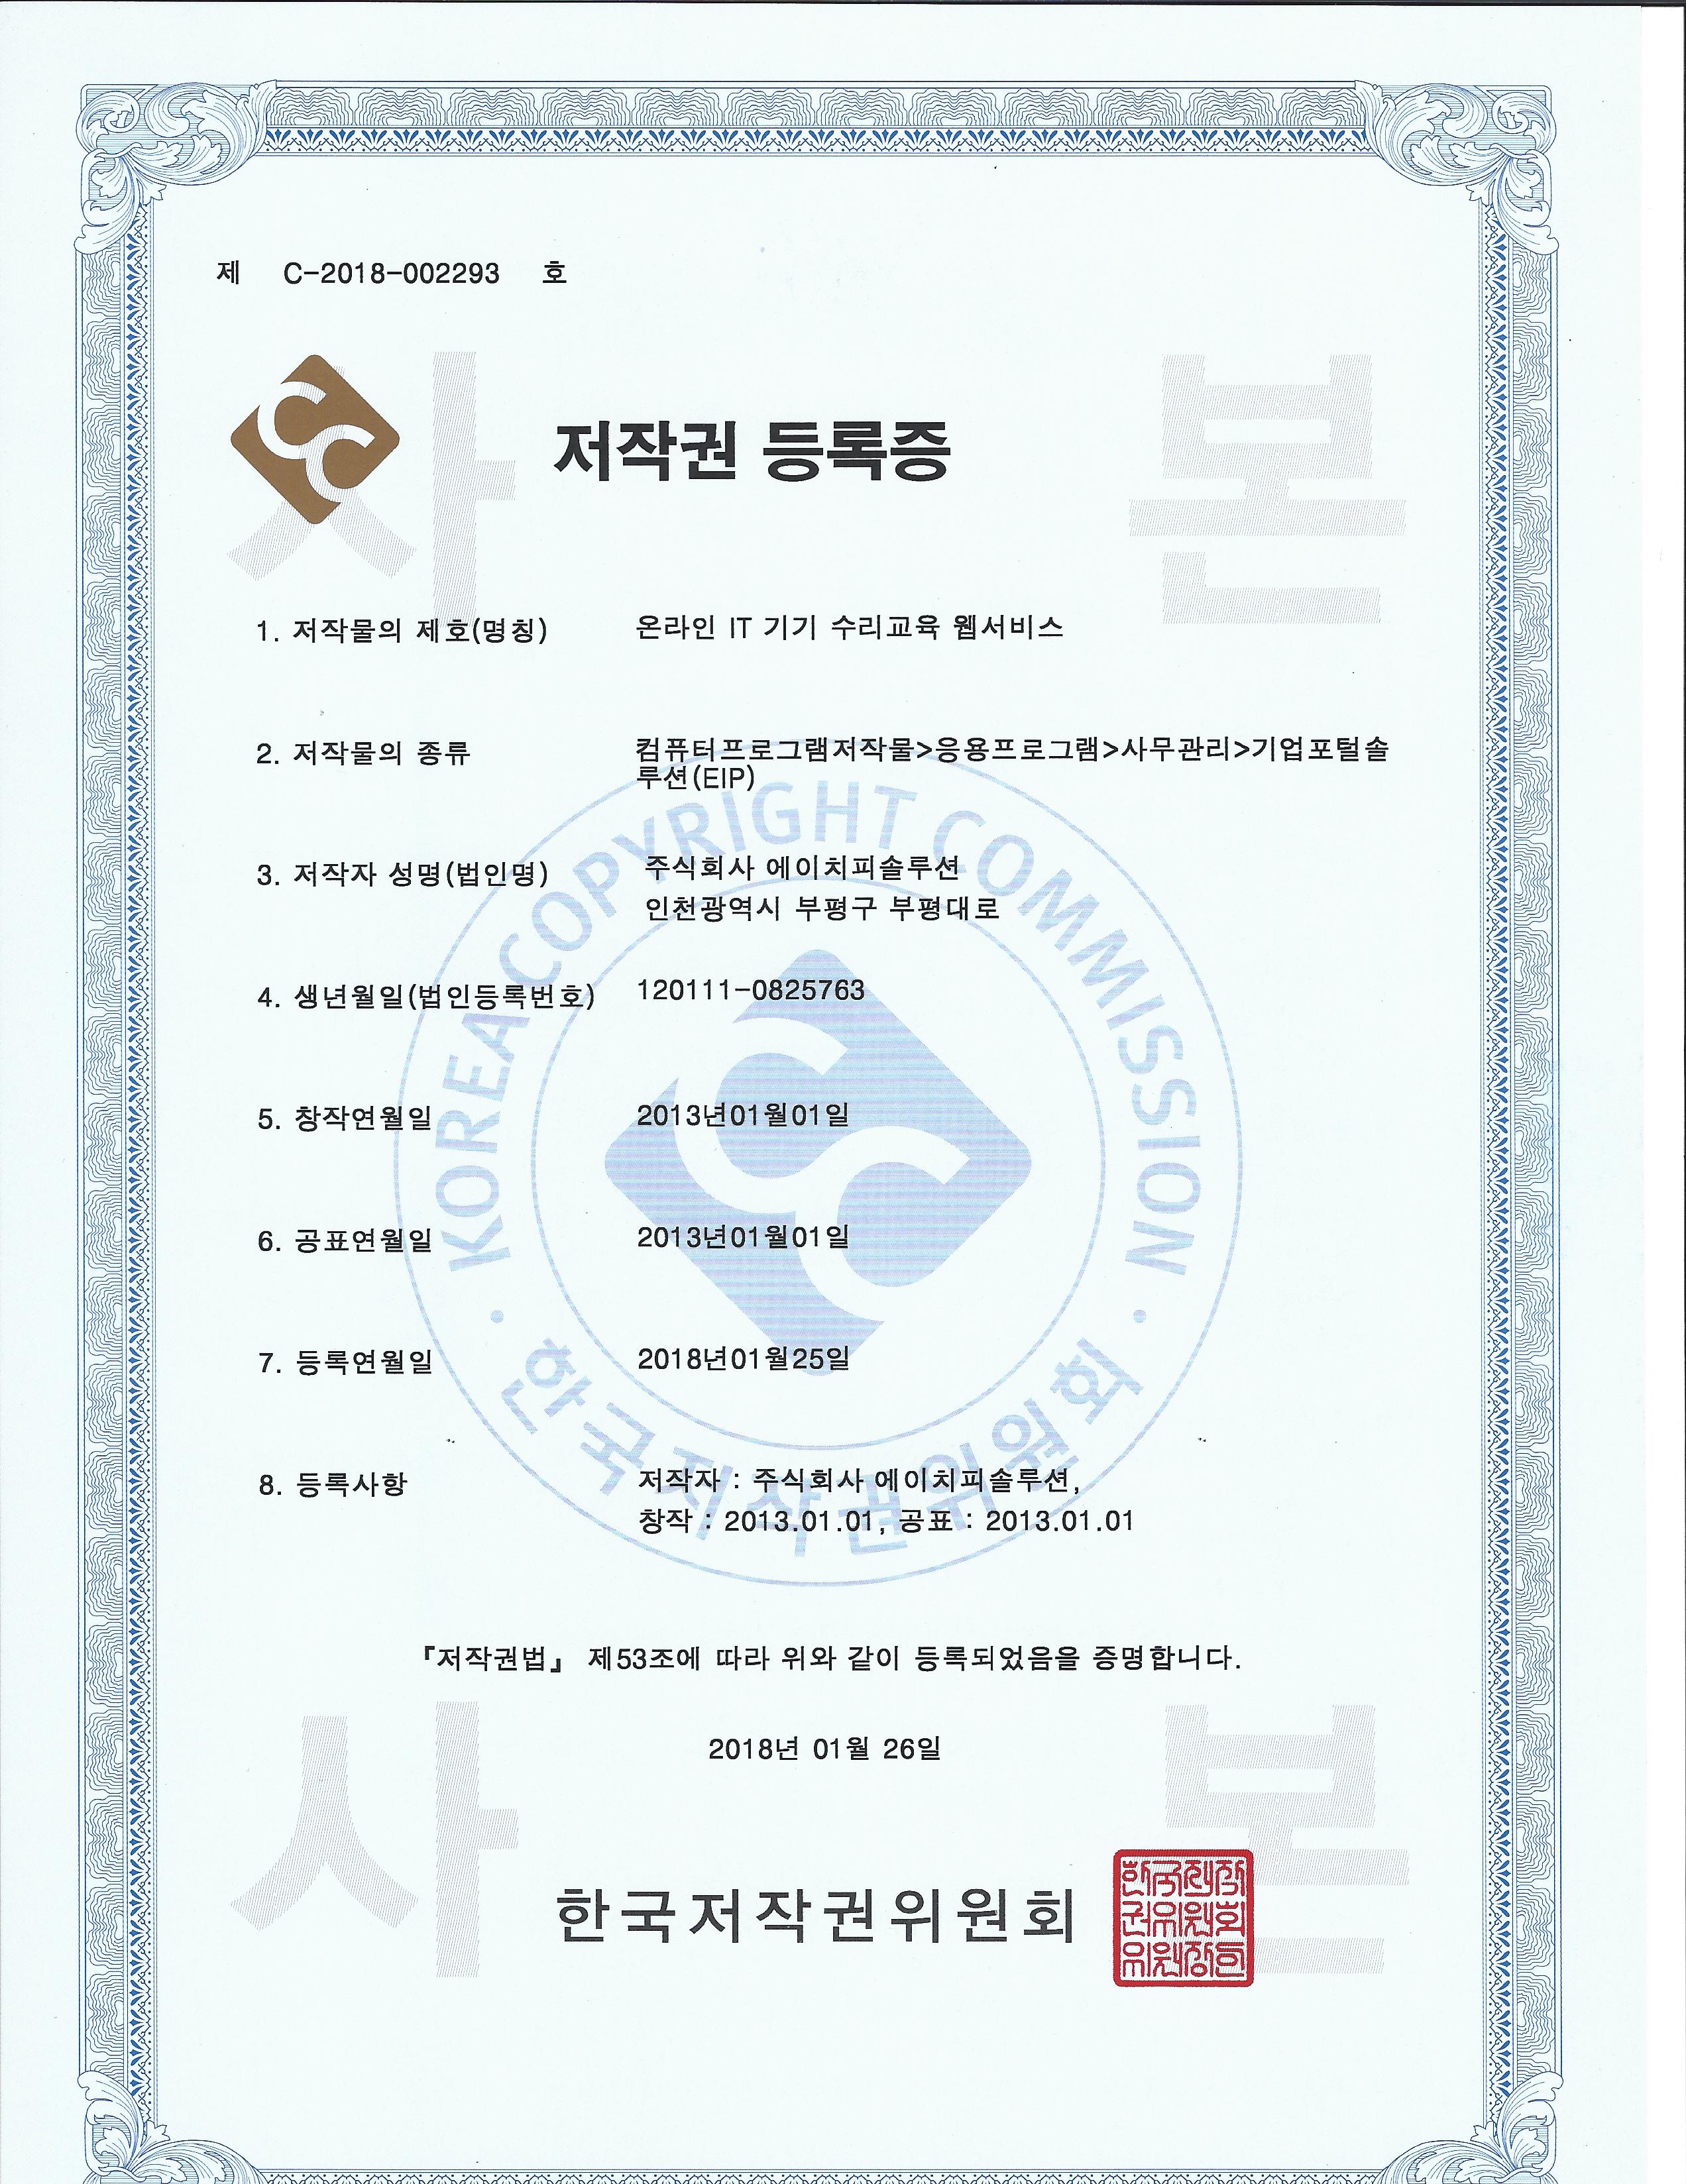 제 C-2018-002293 호
사 본
저작권 등록증
1. 저작물의 제호(명칭) 온라인 IT 기기 수리교육 웹서비스
2. 저작물의 종류 컴퓨터프로그램저작물>응용프로그램>사무관리>기업포털솔
루션(EIP)
3. 저작자 성명(법인명) 주식회사 에이치피솔루션
인천광역시 부평구 부평대로
4. 생년월일(법인등록번호) 120111-0825763
5. 창작연월일 2013년01월01일
6. 공표연월일 2013년01월01일
7. 등록연월일 2018년01월25일
8. 등록사항 저작자 : 주식회사 에이치피솔루션,
창작 : 2013.01.01, 공표 : 2013.01.01
KOREA COPYRIGHT COMMISSION
한국저작권위원회
『저작권법』 제53조에 따라 위와 같이 등록되었음을 증명합니다.
2018년 01월 26일
사 본
한국저작권위원회